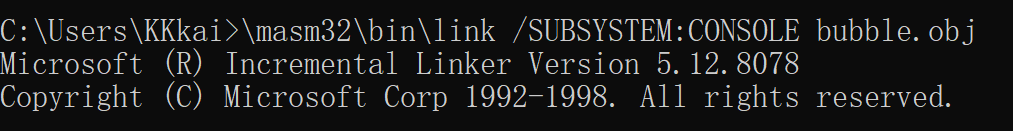 C:\Users\KKkai>\masm32\bin\link /SUBSYSTEM:CONSOLE bubble.obj
Microsoft (R) Incremental Linker Version 5.12.8078
Copyright (C) Microsoft Corp 1992-1998. All rights reserved.